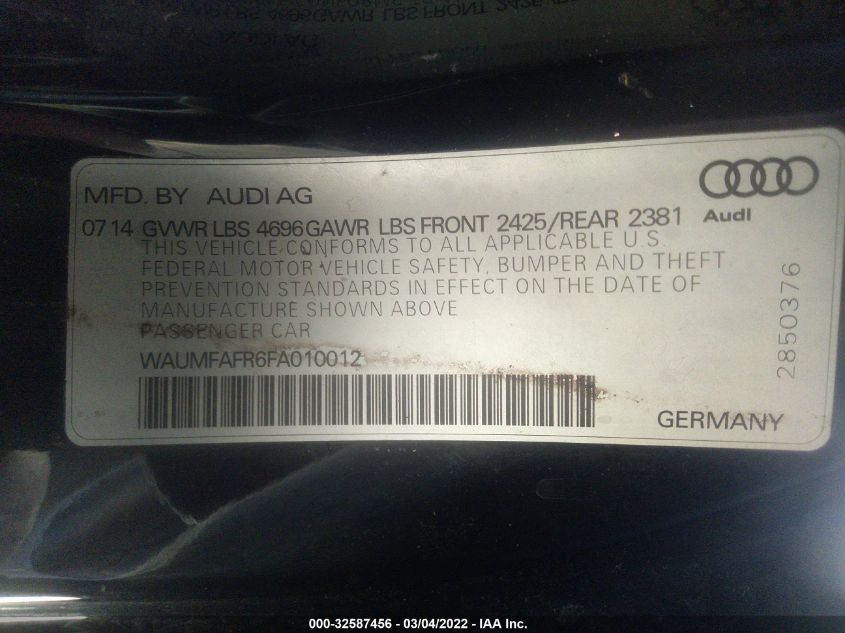 MFD. BY AUDI AG
Audi
07 14 GVWR LBS 4696 GAWR LBS FRONT 2425/REAR 2381
THIS VEHICLE CONFORMS TO ALL APPLICABLE U.S.
FEDERAL MOTOR VEHICLE SAFETY, BUMPER AND THEFT
PREVENTION STANDARDS IN EFFECT ON THE DATE OF
MANUFACTURE SHOWN ABOVE
PASSENGER CAR
WAUMFAFR6FA010012
2850376
GERMANY
000-32587456 - 03/04/2022 - IAA Inc.